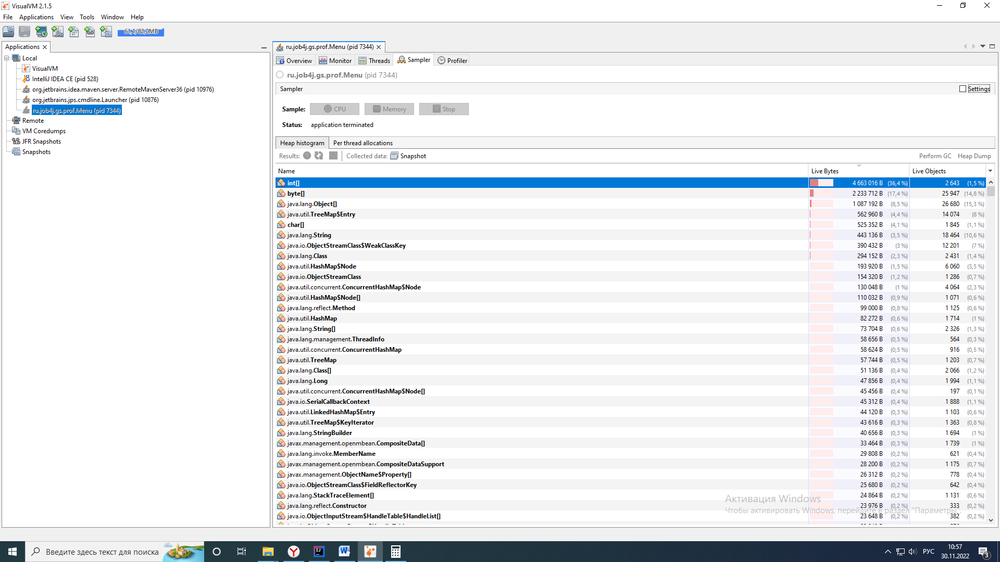 VisualVM 2.1.5
File Applications View Tools Window Help
61,1/82,0MB
Applications
Local
VisualVM
IntelliJ IDEA CE (pid 528)
org.jetbrains.idea.maven.server.RemoteMavenServer36 (pid 10976)
org.jetbrains.jps.cmdline.Launcher (pid 10876)
ru.job4j.gs.prof.Menu (pid 7344)
Remote
VM Coredumps
JFR Snapshots
Snapshots
ru.job4j.gs.prof.Menu (pid 7344)
Overview Monitor Threads Sampler Profiler
ru.job4j.gs.prof.Menu (pid 7344)
Sampler Settings
Sample: CPU Memory Stop
Status: application terminated
Heap histogram Per thread allocations
Results: Collected data: Snapshot Perform GC Heap Dump
Name Live Bytes Live Objects
int[] 4 663 016 B (36,4 %) 2 643 (1,5 %)
byte[] 2 233 712 B (17,4 %) 25 947 (14,8 %)
java.lang.Object[] 1 087 192 B (8,5 %) 26 680 (15,3 %)
java.util.TreeMap$Entry 562 960 B (4,4 %) 14 074 (8 %)
char[] 525 352 B (4,1 %) 1 845 (1,1 %)
java.lang.String 443 136 B (3,5 %) 18 464 (10,6 %)
java.io.ObjectStreamClass$WeakClassKey 390 432 B (3 %) 12 201 (7 %)
java.lang.Class 294 152 B (2,3 %) 2 431 (1,4 %)
java.util.HashMap$Node 193 920 B (1,5 %) 6 060 (3,5 %)
java.io.ObjectStreamClass 154 320 B (1,2 %) 1 286 (0,7 %)
java.util.concurrent.ConcurrentHashMap$Node 130 048 B (1 %) 4 064 (2,3 %)
java.util.HashMap$Node[] 110 032 B (0,9 %) 1 071 (0,6 %)
java.lang.reflect.Method 99 000 B (0,8 %) 1 125 (0,6 %)
java.util.HashMap 82 272 B (0,6 %) 1 714 (1 %)
java.lang.String[] 73 704 B (0,6 %) 2 326 (1,3 %)
java.lang.management.ThreadInfo 58 656 B (0,5 %) 564 (0,3 %)
java.util.concurrent.ConcurrentHashMap 58 624 B (0,5 %) 916 (0,5 %)
java.util.TreeMap 57 744 B (0,5 %) 1 203 (0,7 %)
java.lang.Class[] 51 136 B (0,4 %) 2 066 (1,2 %)
java.lang.Long 47 856 B (0,4 %) 1 994 (1,1 %)
java.util.concurrent.ConcurrentHashMap$Node[] 45 456 B (0,4 %) 197 (0,1 %)
java.io.SerialCallbackContext 45 312 B (0,4 %) 1 888 (1,1 %)
java.util.LinkedHashMap$Entry 44 120 B (0,3 %) 1 103 (0,6 %)
java.util.TreeMap$KeyIterator 43 616 B (0,3 %) 1 363 (0,8 %)
java.lang.StringBuilder 40 656 B (0,3 %) 1 694 (1 %)
javax.management.openmbean.CompositeData[] 33 464 B (0,3 %) 1 739 (1 %)
java.lang.invoke.MemberName 29 808 B (0,2 %) 621 (0,4 %)
javax.management.openmbean.CompositeDataSupport 28 200 B (0,2 %) 1 175 (0,7 %)
javax.management.ObjectName$Property[] 26 312 B (0,2 %) 778 (0,4 %)
java.io.ObjectStreamClass$FieldReflectorKey 25 680 B (0,2 %) 642 (0,4 %)
java.lang.StackTraceElement[] 24 864 B (0,2 %) 1 131 (0,6 %)
java.lang.reflect.Constructor 23 976 B (0,2 %) 333 (0,2 %)
java.io.ObjectInputStream$HandleTable$HandleList[] 23 648 B (0,2 %) 382 (0,2 %)
Активация Windows
Чтобы активировать Windows, перейдите в раздел "Параметры".
Введите здесь текст для поиска
РУС
10:57
30.11.2022
3